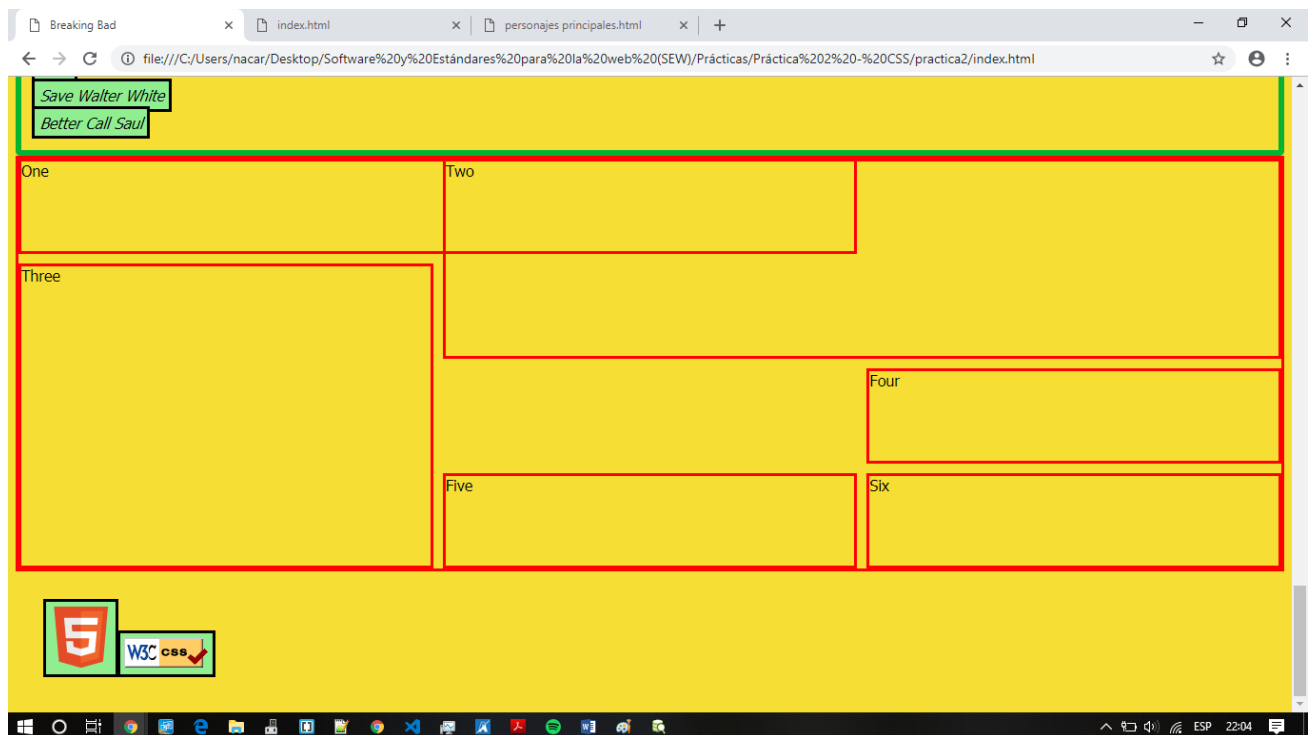 Breaking Bad
index.html
personajes principales.html
file:///C:/Users/nacar/Desktop/Software%20y%20Estándares%20para%20la%20web%20(SEW)/Prácticas/Práctica%202%20-%20CSS/practica2/index.html
Save Walter White
Better Call Saul
One Two
Three
Four
Five Six
5
W3C css
ESP 22:04